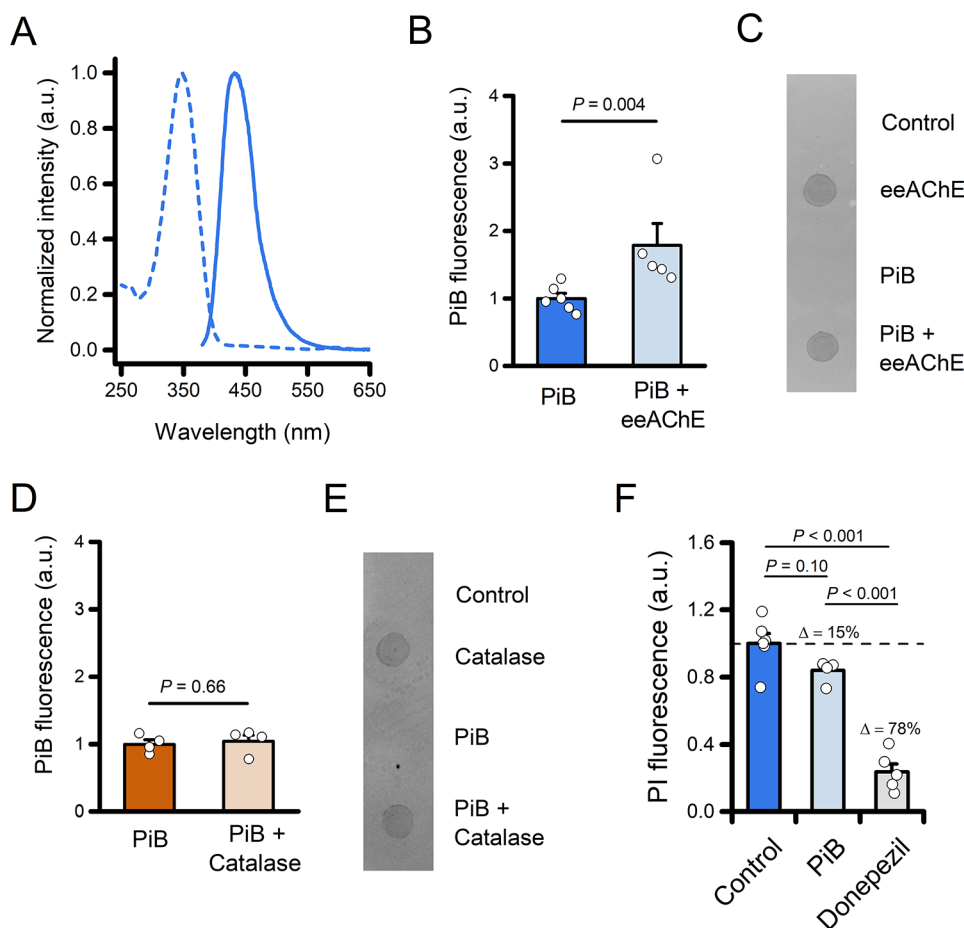 A
Normalized intensity (a.u.)
1.0
0.8
0.6
0.4
0.2
0.0
250 350 450 550 650
Wavelength (nm)
B
PiB fluorescence (a.u.)
4
3
2
1
0
P = 0.004
PiB
PiB +
eeAChE
C
Control
eeAChE
PiB
PiB +
eeAChE
D
PiB fluorescence (a.u.)
4
3
2
1
0
P = 0.66
PiB
PiB +
Catalase
E
Control
Catalase
PiB
PiB +
Catalase
F
PI fluorescence (a.u.)
1.6
1.2
0.8
0.4
0.0
P < 0.001
P = 0.10
P < 0.001
Δ = 15%
Δ = 78%
Control
PiB
Donepezil